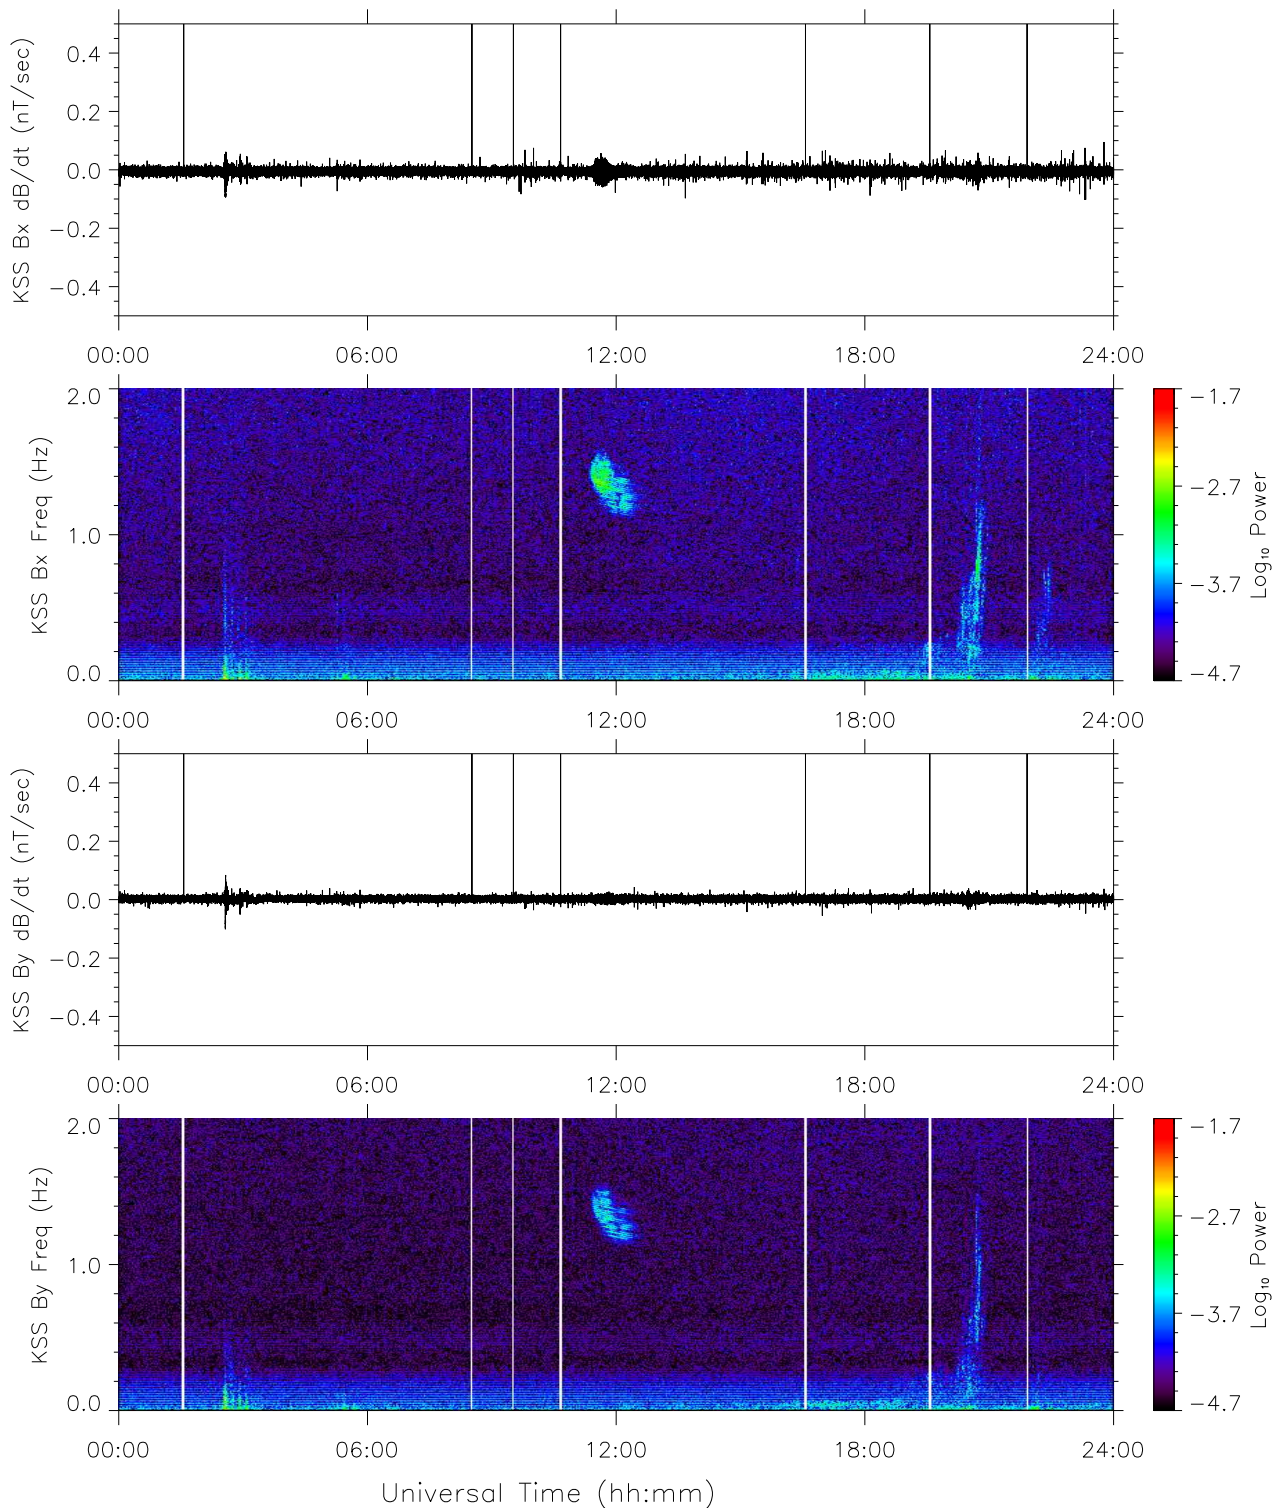 KSS Bx dB/dt (nT/sec)
0.4
0.2
0.0
−0.2
−0.4
00:00 06:00 12:00 18:00 24:00
KSS Bx Freq (Hz)
2.0
1.0
0.0
00:00 06:00 12:00 18:00 24:00
−1.7
−2.7
−3.7
−4.7
Log₁₀ Power
KSS By dB/dt (nT/sec)
0.4
0.2
0.0
−0.2
−0.4
00:00 06:00 12:00 18:00 24:00
KSS By Freq (Hz)
2.0
1.0
0.0
00:00 06:00 12:00 18:00 24:00
−1.7
−2.7
−3.7
−4.7
Log₁₀ Power
Universal Time (hh:mm)